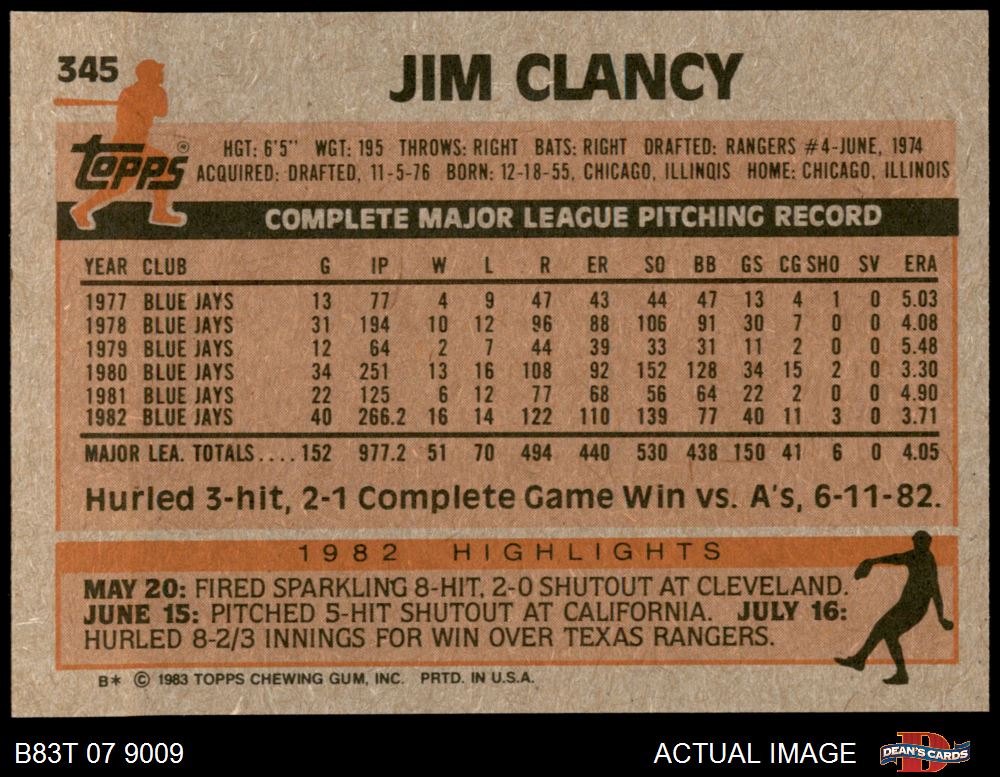 345
JIM CLANCY
Topps®
HGT: 6'5" WGT: 195 THROWS: RIGHT BATS: RIGHT DRAFTED: RANGERS #4-JUNE, 1974
ACQUIRED: DRAFTED, 11-5-76 BORN: 12-18-55, CHICAGO, ILLINOIS HOME: CHICAGO, ILLINOIS
COMPLETE MAJOR LEAGUE PITCHING RECORD
YEAR CLUB G IP W L R ER SO BB GS CG SHO SV ERA
1977 BLUE JAYS 13 77 4 9 47 43 44 47 13 4 1 0 5.03
1978 BLUE JAYS 31 194 10 12 96 88 106 91 30 7 0 0 4.08
1979 BLUE JAYS 12 64 2 7 44 39 33 31 11 2 0 0 5.48
1980 BLUE JAYS 34 251 13 16 108 92 152 128 34 15 2 0 3.30
1981 BLUE JAYS 22 125 6 12 77 68 56 64 22 2 0 0 4.90
1982 BLUE JAYS 40 266.2 16 14 122 110 139 77 40 11 3 0 3.71
MAJOR LEA. TOTALS.... 152 977.2 51 70 494 440 530 438 150 41 6 0 4.05
Hurled 3-hit, 2-1 Complete Game Win vs. A's, 6-11-82.
1982 HIGHLIGHTS
MAY 20: FIRED SPARKLING 8-HIT, 2-0 SHUTOUT AT CLEVELAND.
JUNE 15: PITCHED 5-HIT SHUTOUT AT CALIFORNIA. JULY 16:
HURLED 8-2/3 INNINGS FOR WIN OVER TEXAS RANGERS.
B* © 1983 TOPPS CHEWING GUM, INC. PRTD. IN U.S.A.
B83T 07 9009
ACTUAL IMAGE
D
DEAN'S CARDS